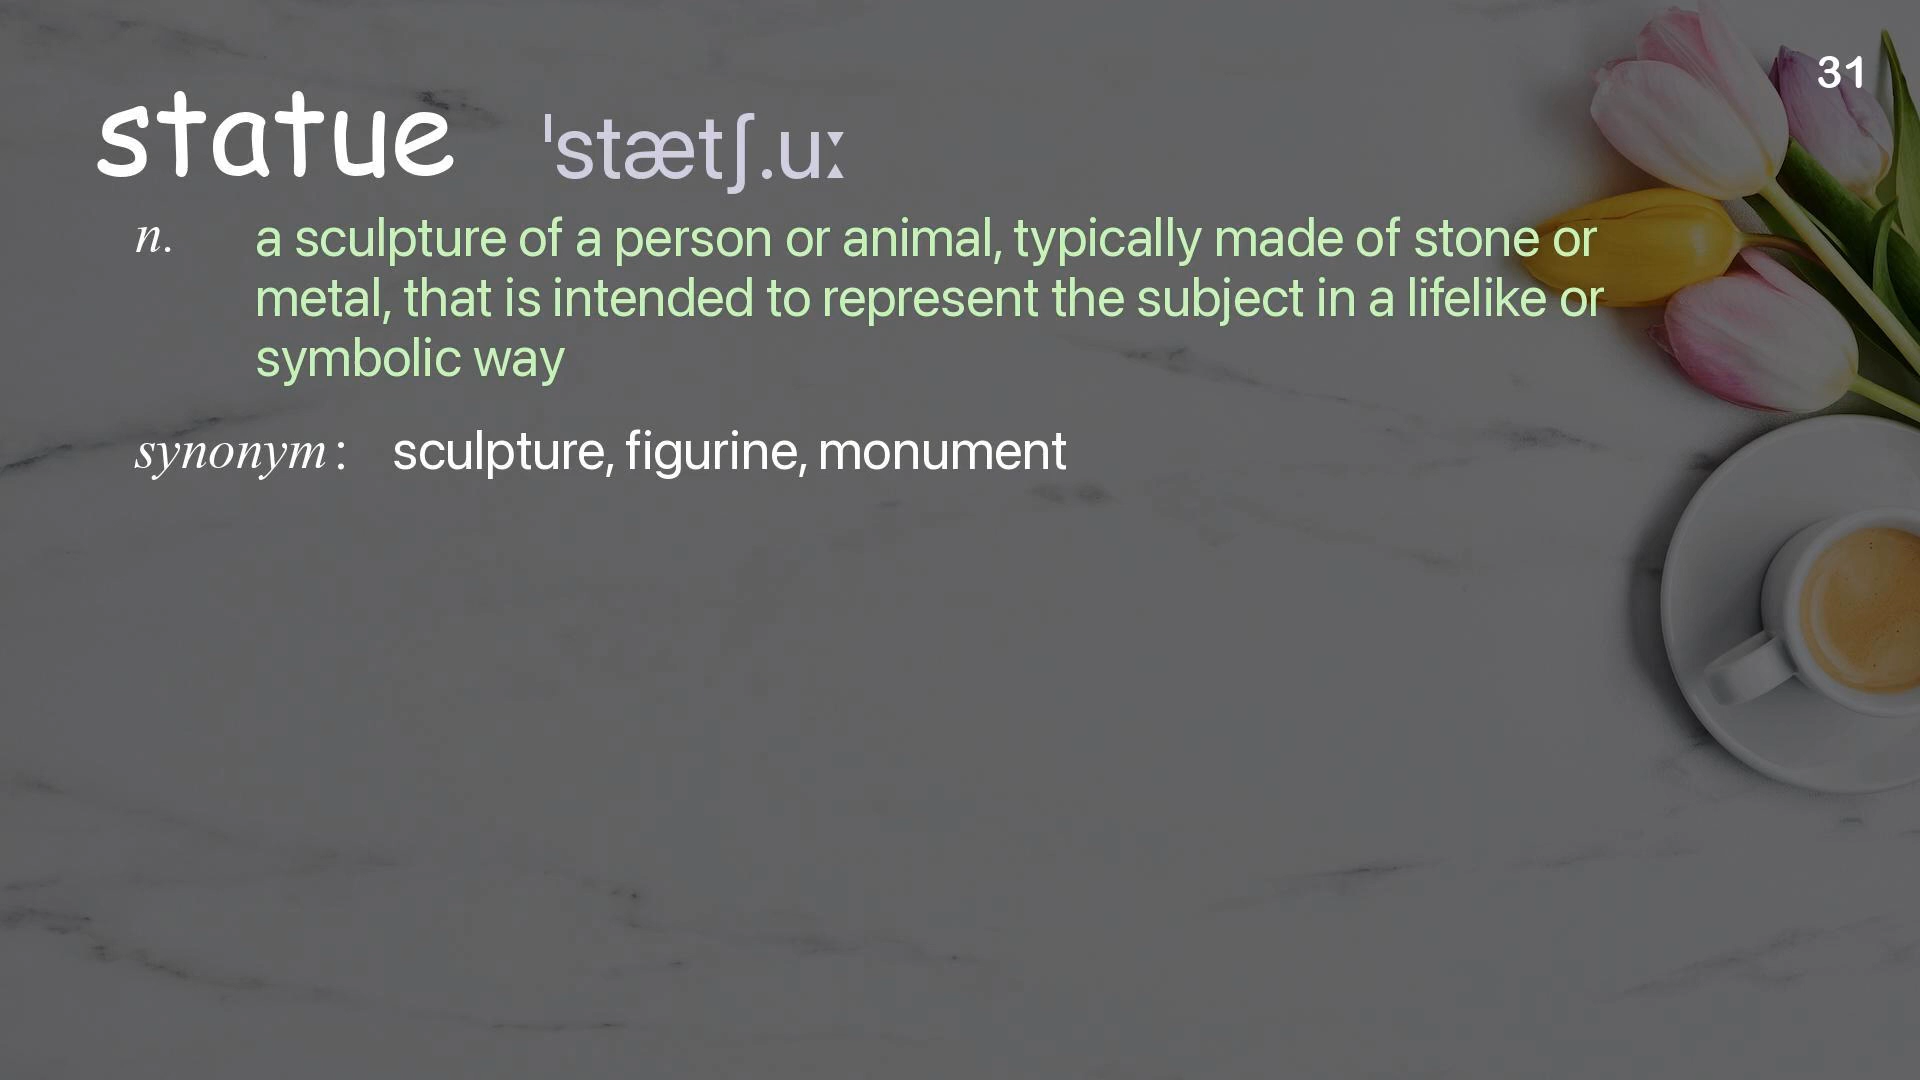 31
statue ˈstætʃ.uː
n. a sculpture of a person or animal, typically made of stone or
metal, that is intended to represent the subject in a lifelike or
symbolic way
synonym : sculpture, figurine, monument